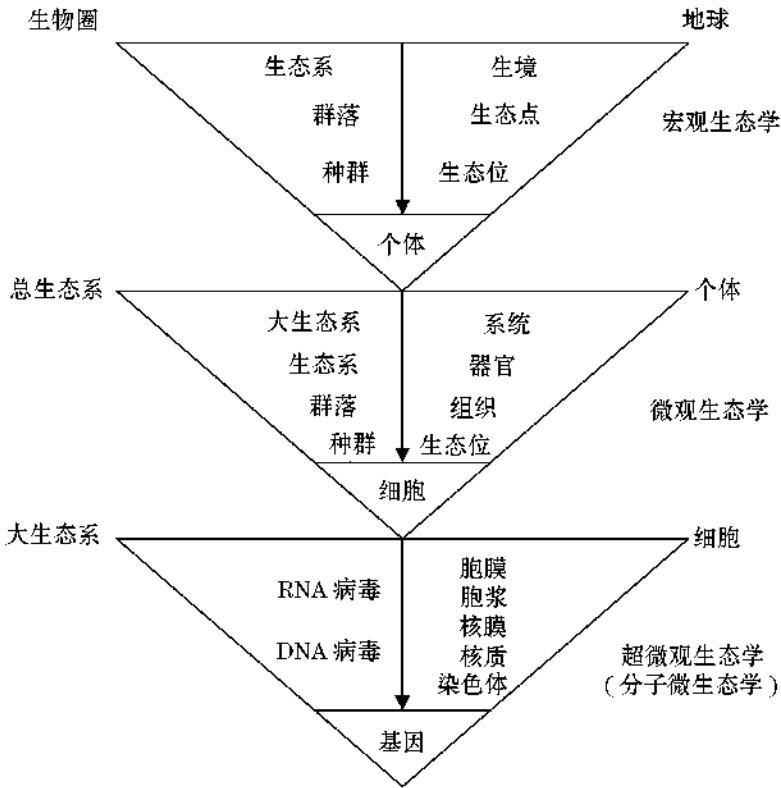 生物圈 地球
生态系 生境
群落 生态点 宏观生态学
种群 生态位
个体
总生态系 个体
大生态系 系统
生态系 器官
群落 组织 微观生态学
种群 生态位
细胞
大生态系 细胞
胞膜
RNA 病毒 胞浆
核膜
DNA 病毒 核质 超微观生态学
染色体 (分子微生态学)
基因